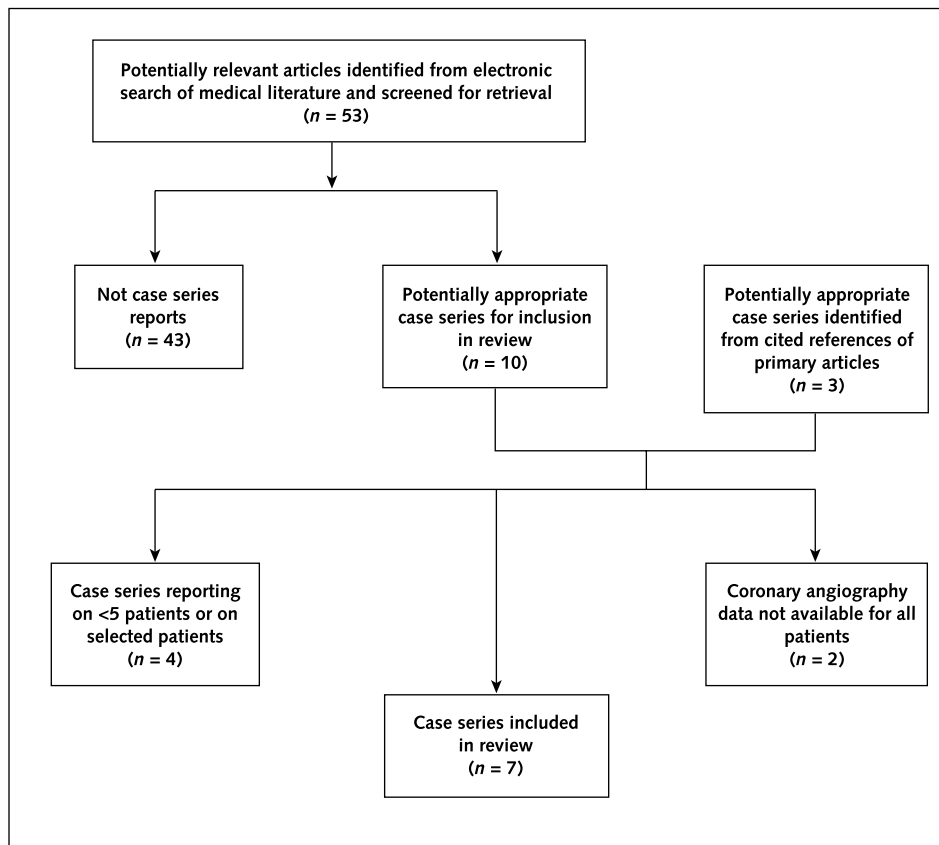 Potentially relevant articles identified from electronic
search of medical literature and screened for retrieval
(n = 53)
Not case series
reports
(n = 43)
Potentially appropriate
case series for inclusion
in review
(n = 10)
Potentially appropriate
case series identified
from cited references of
primary articles
(n = 3)
Case series reporting
on <5 patients or on
selected patients
(n = 4)
Case series included
in review
(n = 7)
Coronary angiography
data not available for all
patients
(n = 2)